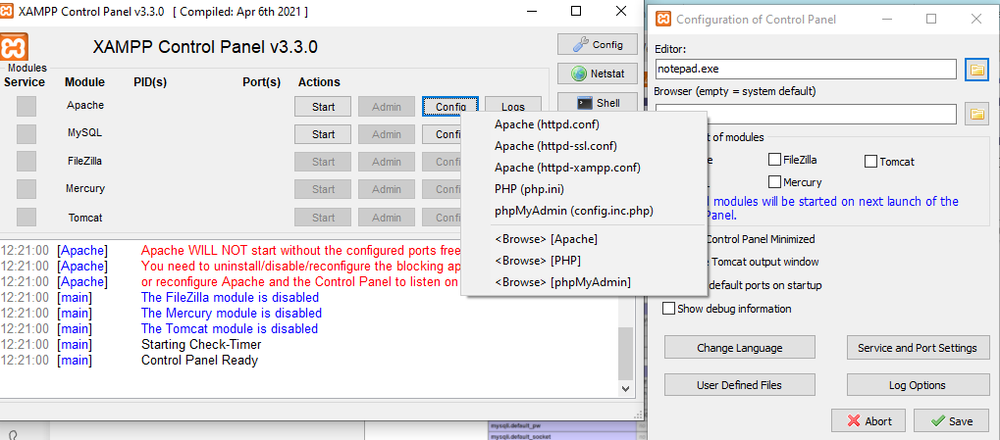 XAMPP Control Panel v3.3.0 [ Compiled: Apr 6th 2021 ]
XAMPP Control Panel v3.3.0
Config
Netstat
Shell
Modules
Service Module PID(s) Port(s) Actions
Apache Start Admin Config Logs
MySQL Start Admin
FileZilla Start Admin
Mercury Start Admin
Tomcat Start Admin
Apache (httpd.conf)
Apache (httpd-ssl.conf)
Apache (httpd-xampp.conf)
PHP (php.ini)
phpMyAdmin (config.inc.php)
<Browse> [Apache]
<Browse> [PHP]
<Browse> [phpMyAdmin]
12:21:00 [Apache] Apache WILL NOT start without the configured ports free
12:21:00 [Apache] You need to uninstall/disable/reconfigure the blocking ap
12:21:00 [Apache] or reconfigure Apache and the Control Panel to listen on
12:21:00 [main] The FileZilla module is disabled
12:21:00 [main] The Mercury module is disabled
12:21:00 [main] The Tomcat module is disabled
12:21:00 [main] Starting Check-Timer
12:21:00 [main] Control Panel Ready
mysqli.default_pw
mysqli.default_socket
Configuration of Control Panel
Editor:
notepad.exe
Browser (empty = system default)
t of modules
FileZilla Tomcat
Mercury
modules will be started on next launch of the
Panel.
Control Panel Minimized
Tomcat output window
default ports on startup
Show debug information
Change Language Service and Port Settings
User Defined Files Log Options
Abort Save